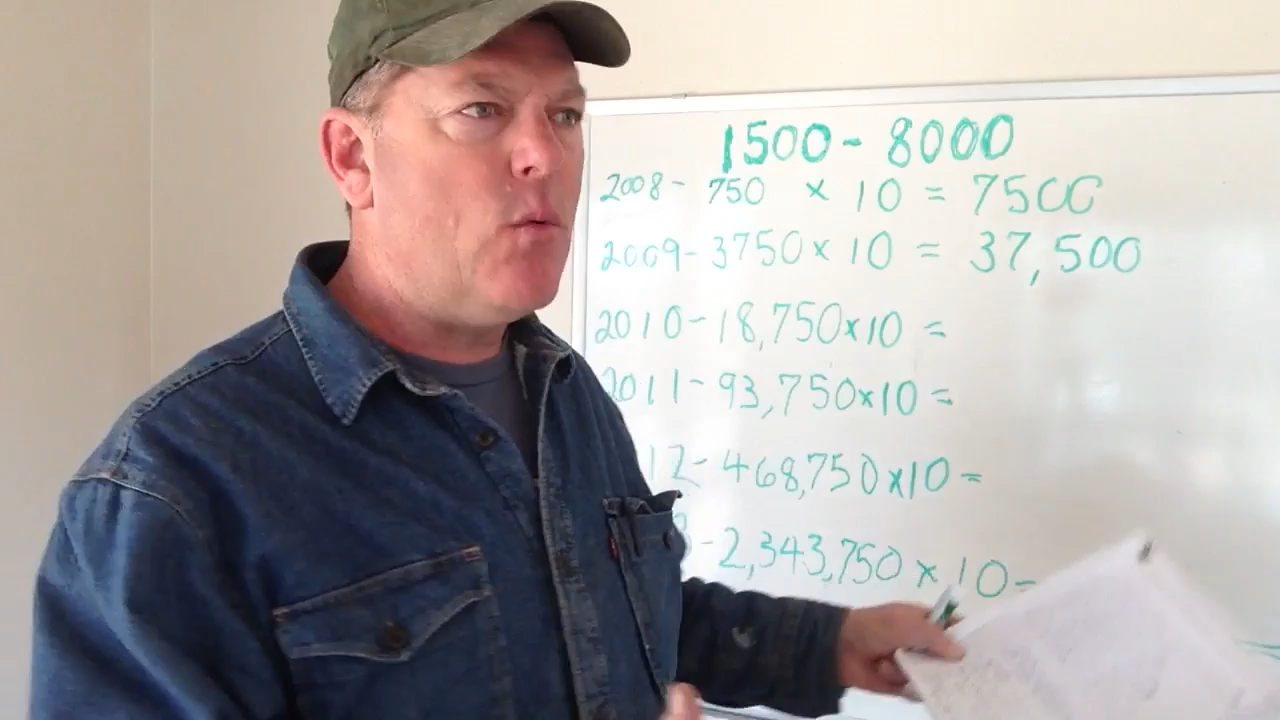 1500 - 8000
2008 - 750 x 10 = 7500
2009 - 3750 x 10 = 37,500
2010 - 18,750 x 10 =
2011 - 93,750 x 10 =
12 - 468,750 x 10 =
- 2,343,750 x 10 -